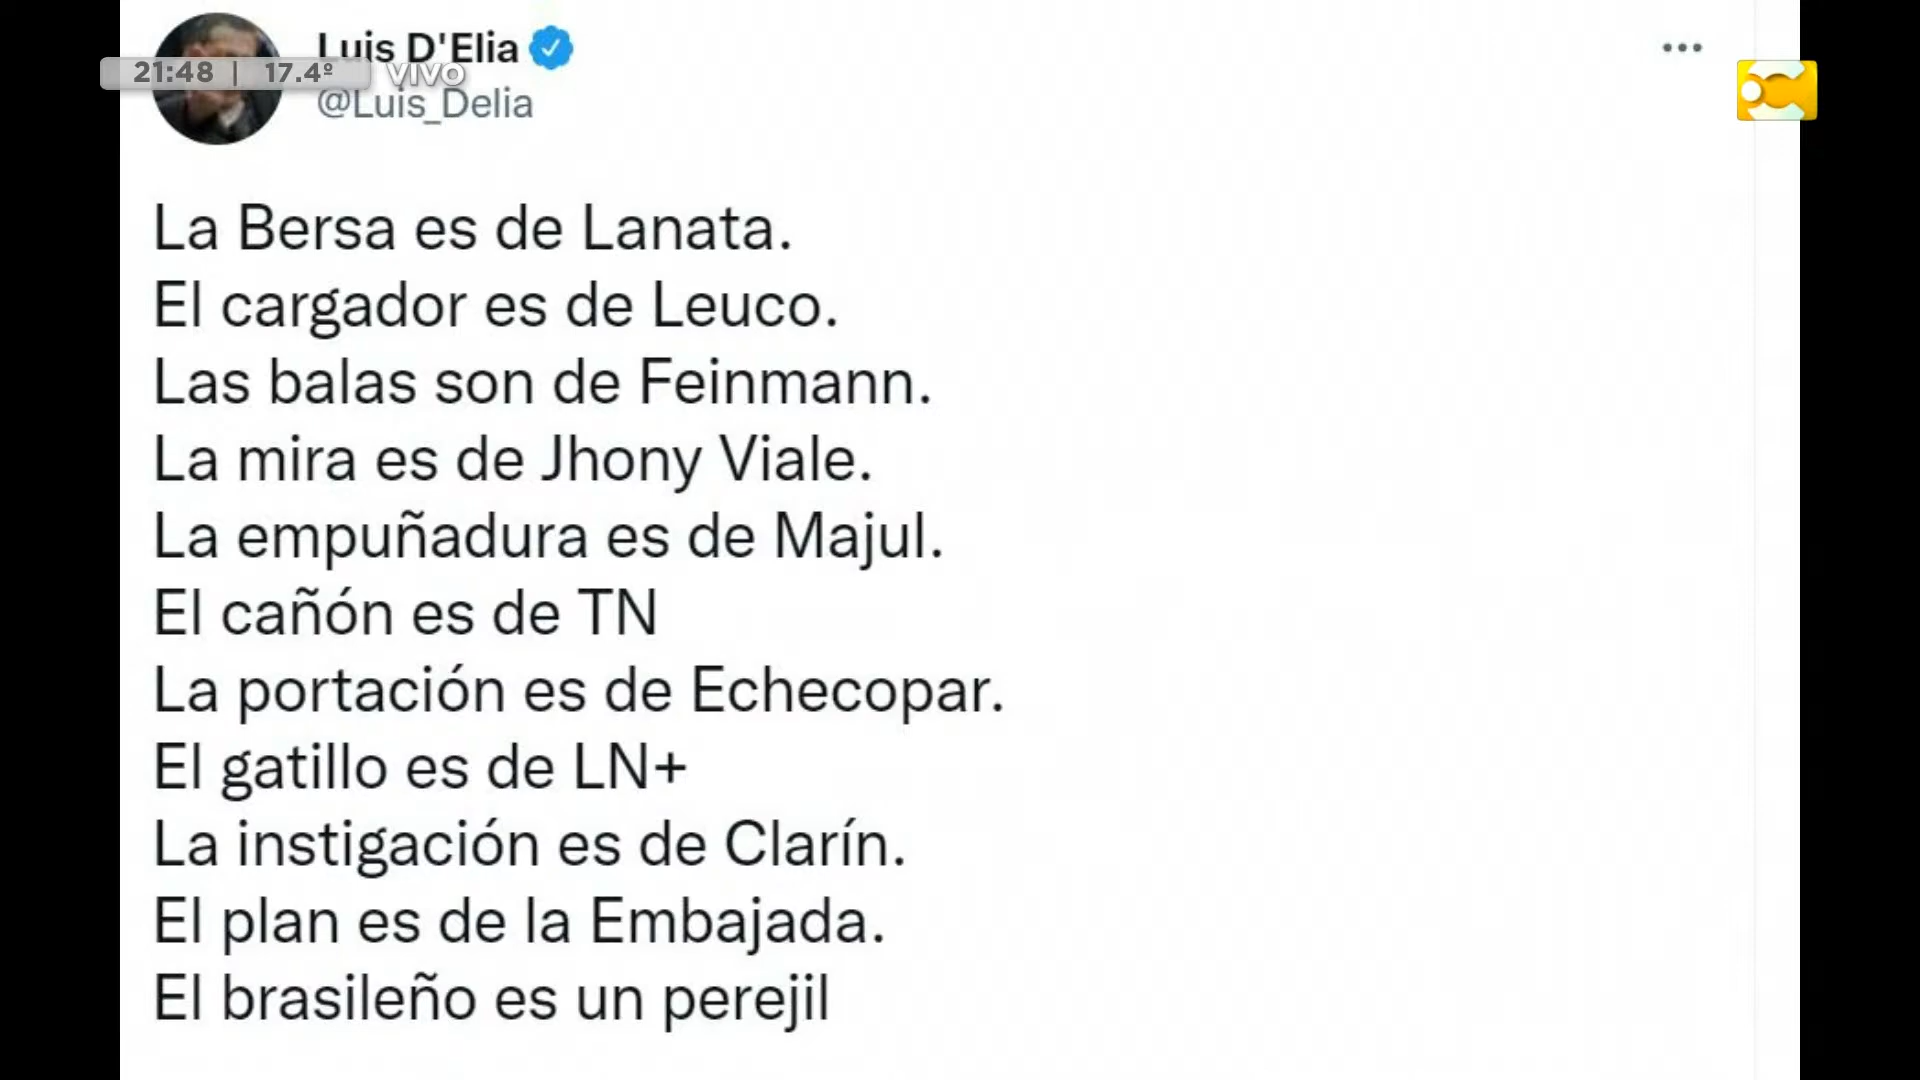 Luis D'Elia
21:48 | 17.4º vivo
@Luis_Delia
La Bersa es de Lanata.
El cargador es de Leuco.
Las balas son de Feinmann.
La mira es de Jhony Viale.
La empuñadura es de Majul.
El cañón es de TN
La portación es de Echecopar.
El gatillo es de LN+
La instigación es de Clarín.
El plan es de la Embajada.
El brasileño es un perejil